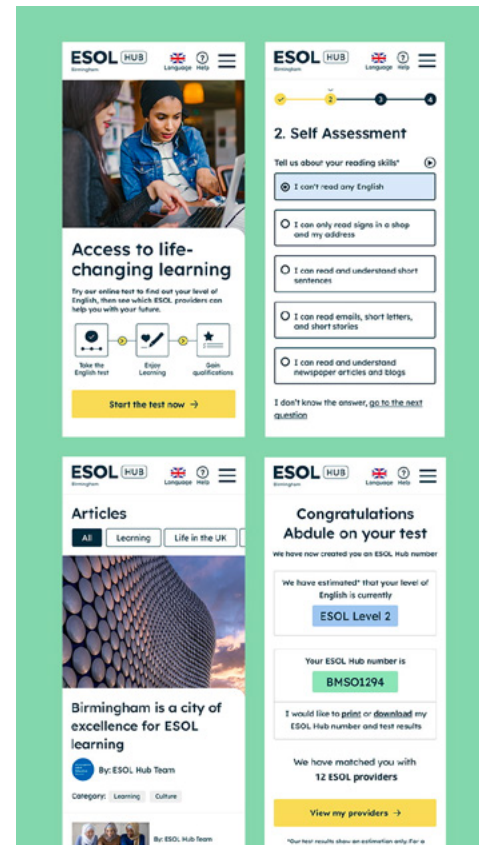 ESOL HUB
Birmingham
Language Help
Access to life-
changing learning
Try our online test to find out your level of
English, then see which ESOL providers can
help you with your future.
Take the
English test
Enjoy
Learning
Gain
qualifications
Start the test now →
ESOL HUB
Birmingham
Language Help
2 3 4
2. Self Assessment
Tell us about your reading skills*
I can't read any English
I can only read signs in a shop
and my address
I can read and understand short
sentences
I can read emails, short letters,
and short stories
I can read and understand
newspaper articles and blogs
I don't know the answer, go to the next
question
ESOL HUB
Birmingham
Language Help
Articles
All Learning Life in the UK
Birmingham is a city of
excellence for ESOL
learning
By: ESOL Hub Team
Category: Learning Culture
By: ESOL Hub Team
ESOL HUB
Birmingham
Language Help
Congratulations
Abdule on your test
We have now created you an ESOL Hub number
We have estimated* that your level of
English is currently
ESOL Level 2
Your ESOL Hub number is
BMSO1294
I would like to print or download my
ESOL Hub number and test results
We have matched you with
12 ESOL providers
View my providers →
*Our test results show an estimation only. For a